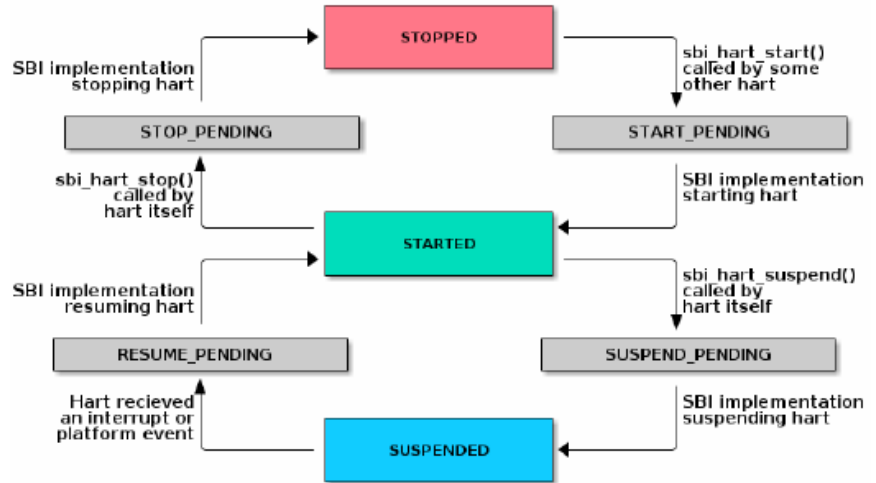 STOPPED
SBI implementation
stopping hart
sbi_hart_start()
called by some
other hart
STOP_PENDING
START_PENDING
sbi_hart_stop()
called by
hart itself
SBI implementation
starting hart
STARTED
SBI implementation
resuming hart
sbi_hart_suspend()
called by
hart itself
RESUME_PENDING
SUSPEND_PENDING
Hart recieved
an interrupt or
platform event
SBI implementation
suspending hart
SUSPENDED